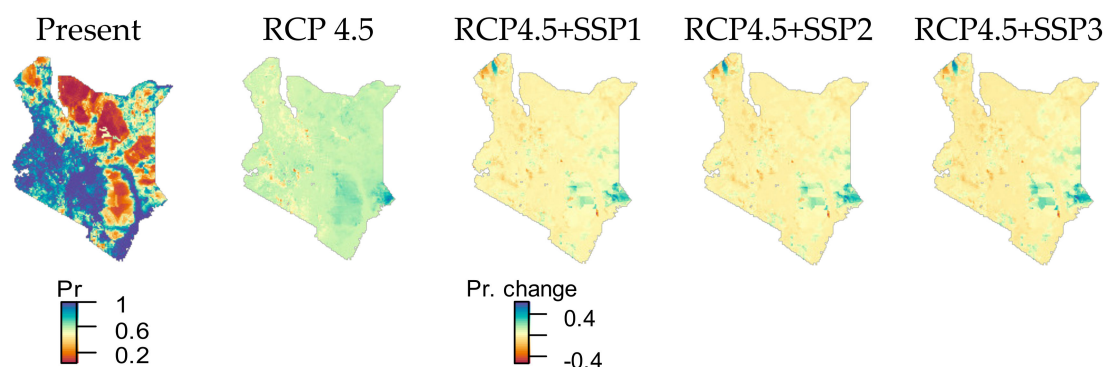 Present RCP 4.5 RCP4.5+SSP1 RCP4.5+SSP2 RCP4.5+SSP3
Pr
1
0.6
0.2
Pr. change
0.4
-0.4